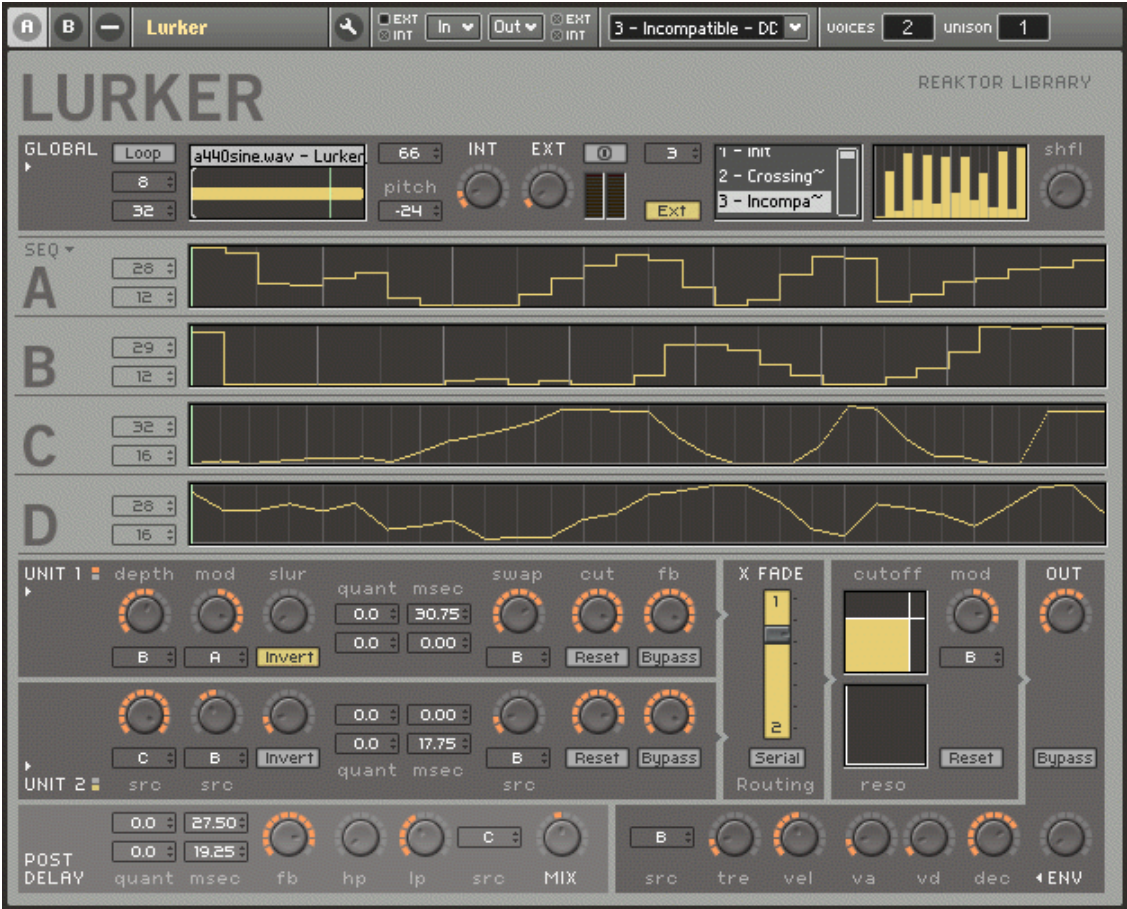 A B Lurker EXT INT In Out EXT INT 3 - Incompatible - DD VOICES 2 UNISON 1
LURKER
REAKTOR LIBRARY
GLOBAL Loop a440sine.wav - Lurker 66 INT EXT 3 1 - Init shfl
8 pitch 2 - Crossing~
32 -24 Ext 3 - Incompa~
SEQ
A 28
12
B 29
12
C 32
16
D 28
16
UNIT 1 depth mod slur quant msec swap cut fb X FADE cutoff mod OUT
0.0 30.75 1
0.0 0.00
B A Invert B Reset Bypass B
0.0 0.00 2
C B Invert 0.0 17.75 B Reset Bypass Serial Reset Bypass
quant msec
UNIT 2 src src src Routing reso
0.0 27.50
0.0 19.25 C B
POST DELAY quant msec fb hp lp src MIX src tre vel va vd dec ENV